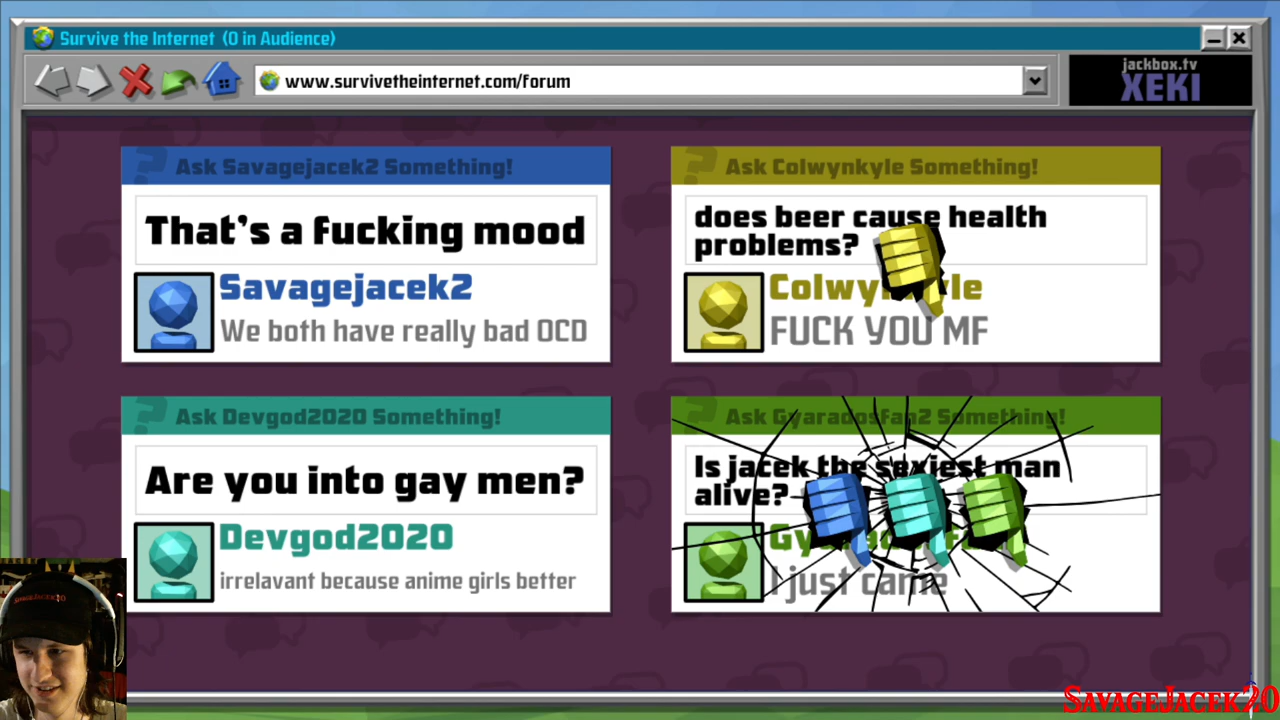 Survive the Internet (0 in Audience)
www.survivetheinternet.com/forum
jackbox.tv
XEKI
Ask Savagejacek2 Something!
That's a fucking mood
Savagejacek2
We both have really bad OCD
Ask Colwynkyle Something!
does beer cause health
problems?
Colwynkyle
FUCK YOU MF
Ask Devgod2020 Something!
Are you into gay men?
Devgod2020
irrelavant because anime girls better
Ask Gyaradosfan2 Something!
Is jacek the sexiest man
alive?
I just came
SAVAGEJACEK20
SAVAGEJACEK20